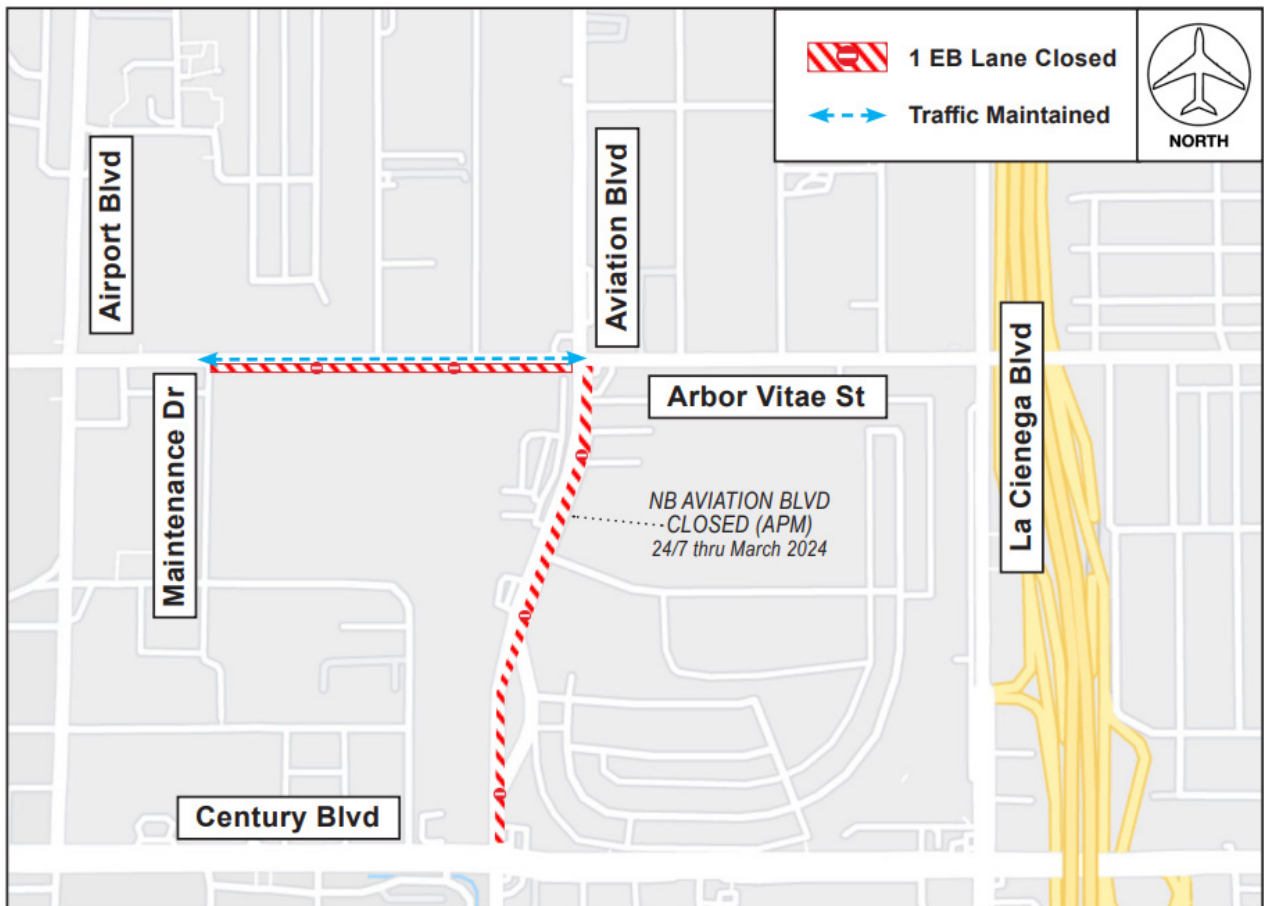 1 EB Lane Closed
Traffic Maintained
NORTH
Airport Blvd
Aviation Blvd
La Cienega Blvd
Maintenance Dr
Arbor Vitae St
NB AVIATION BLVD
CLOSED (APM)
24/7 thru March 2024
Century Blvd